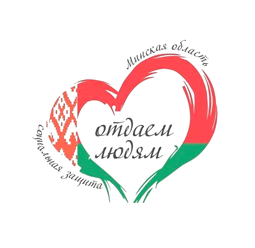 Минская область
отдаем
людям
социальная защита